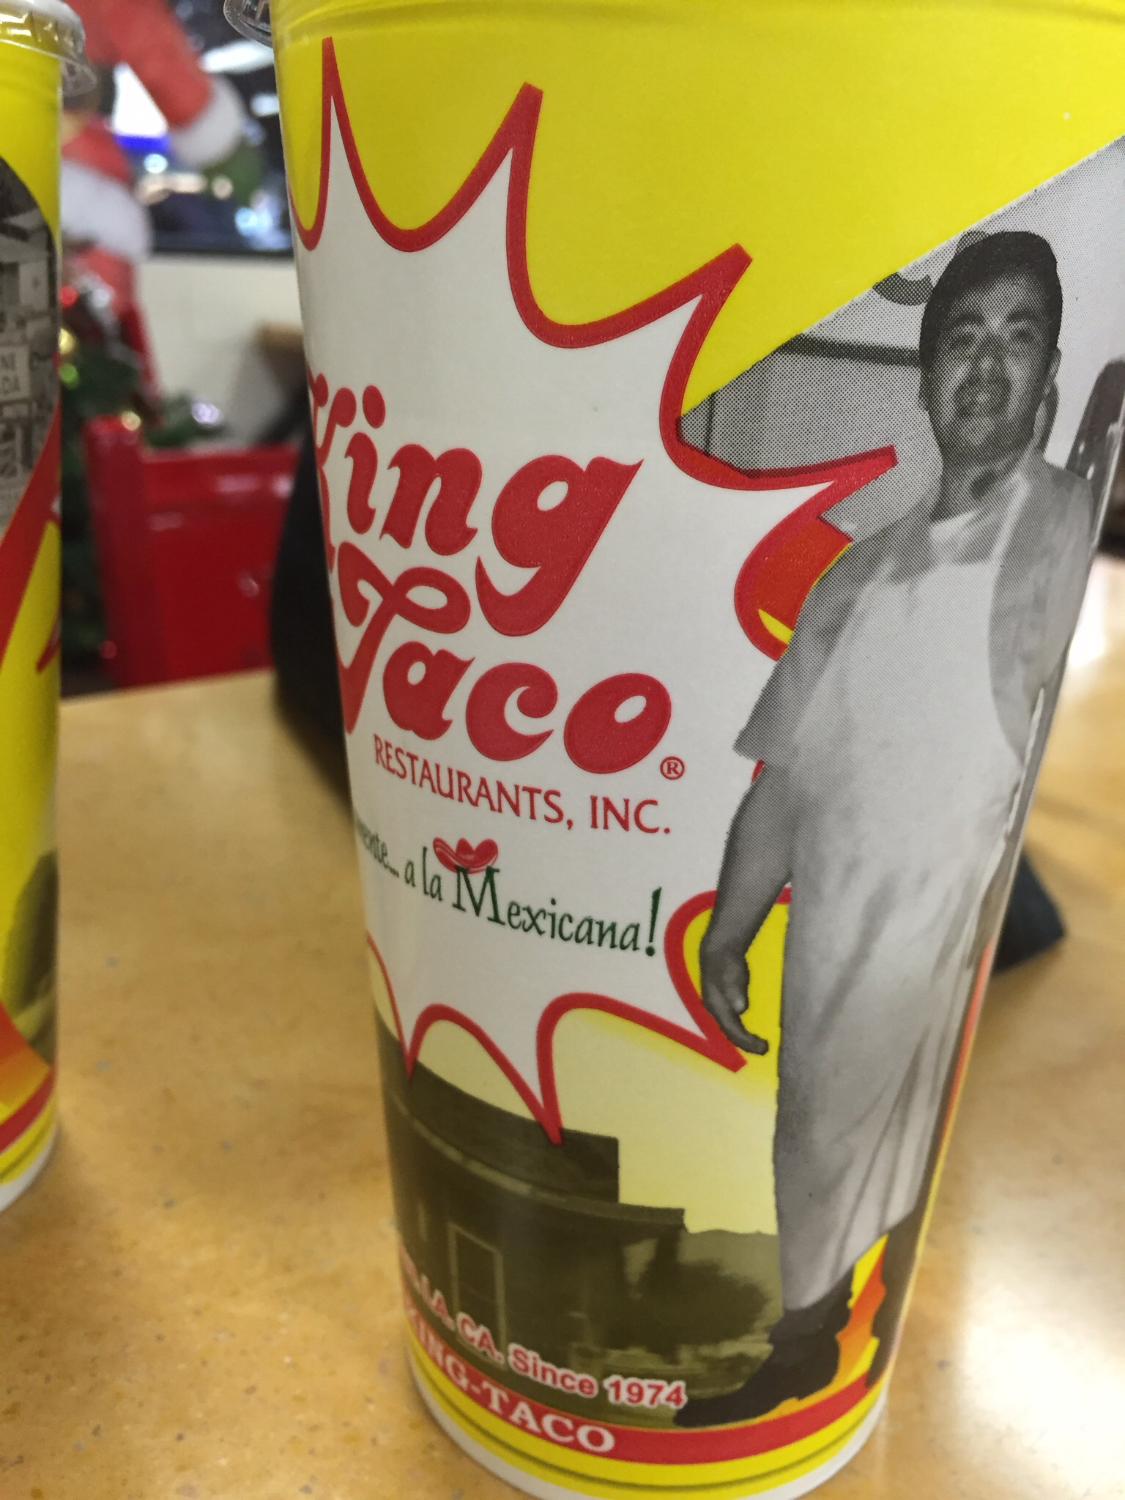 King
Taco®
RESTAURANTS, INC.
a la Mexicana!
L.A. CA. Since 1974
KING-TACO